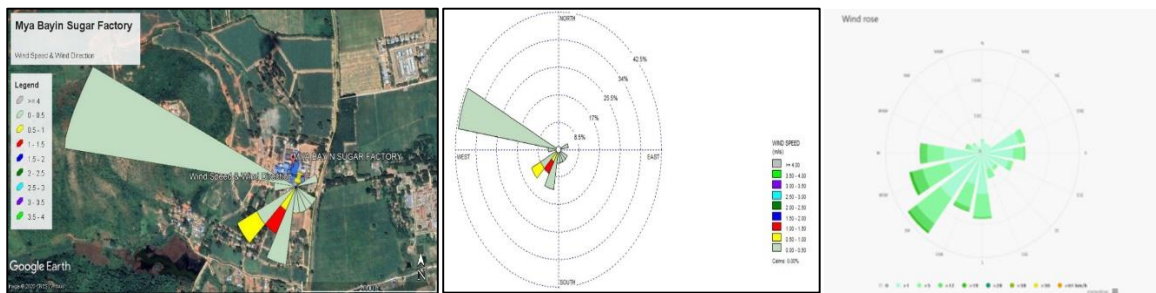 Mya Bayin Sugar Factory
Wind Speed & Wind Direction
Legend
>= 4
0 - 0.5
0.5 - 1
1 - 1.5
1.5 - 2
2 - 2.5
2.5 - 3
3 - 3.5
3.5 - 4
MYA BAYIN SUGAR FACTORY
Wind Speed & Wind Direction
Google Earth
N
NORTH
42.5%
34%
25.5%
17%
8.5%
WEST
EAST
SOUTH
WIND SPEED
(m/s)
>= 4.00
3.50 - 4.00
3.00 - 3.50
2.50 - 3.00
2.00 - 2.50
1.50 - 2.00
1.00 - 1.50
0.50 - 1.00
0.00 - 0.50
Calms: 0.00%
Wind rose